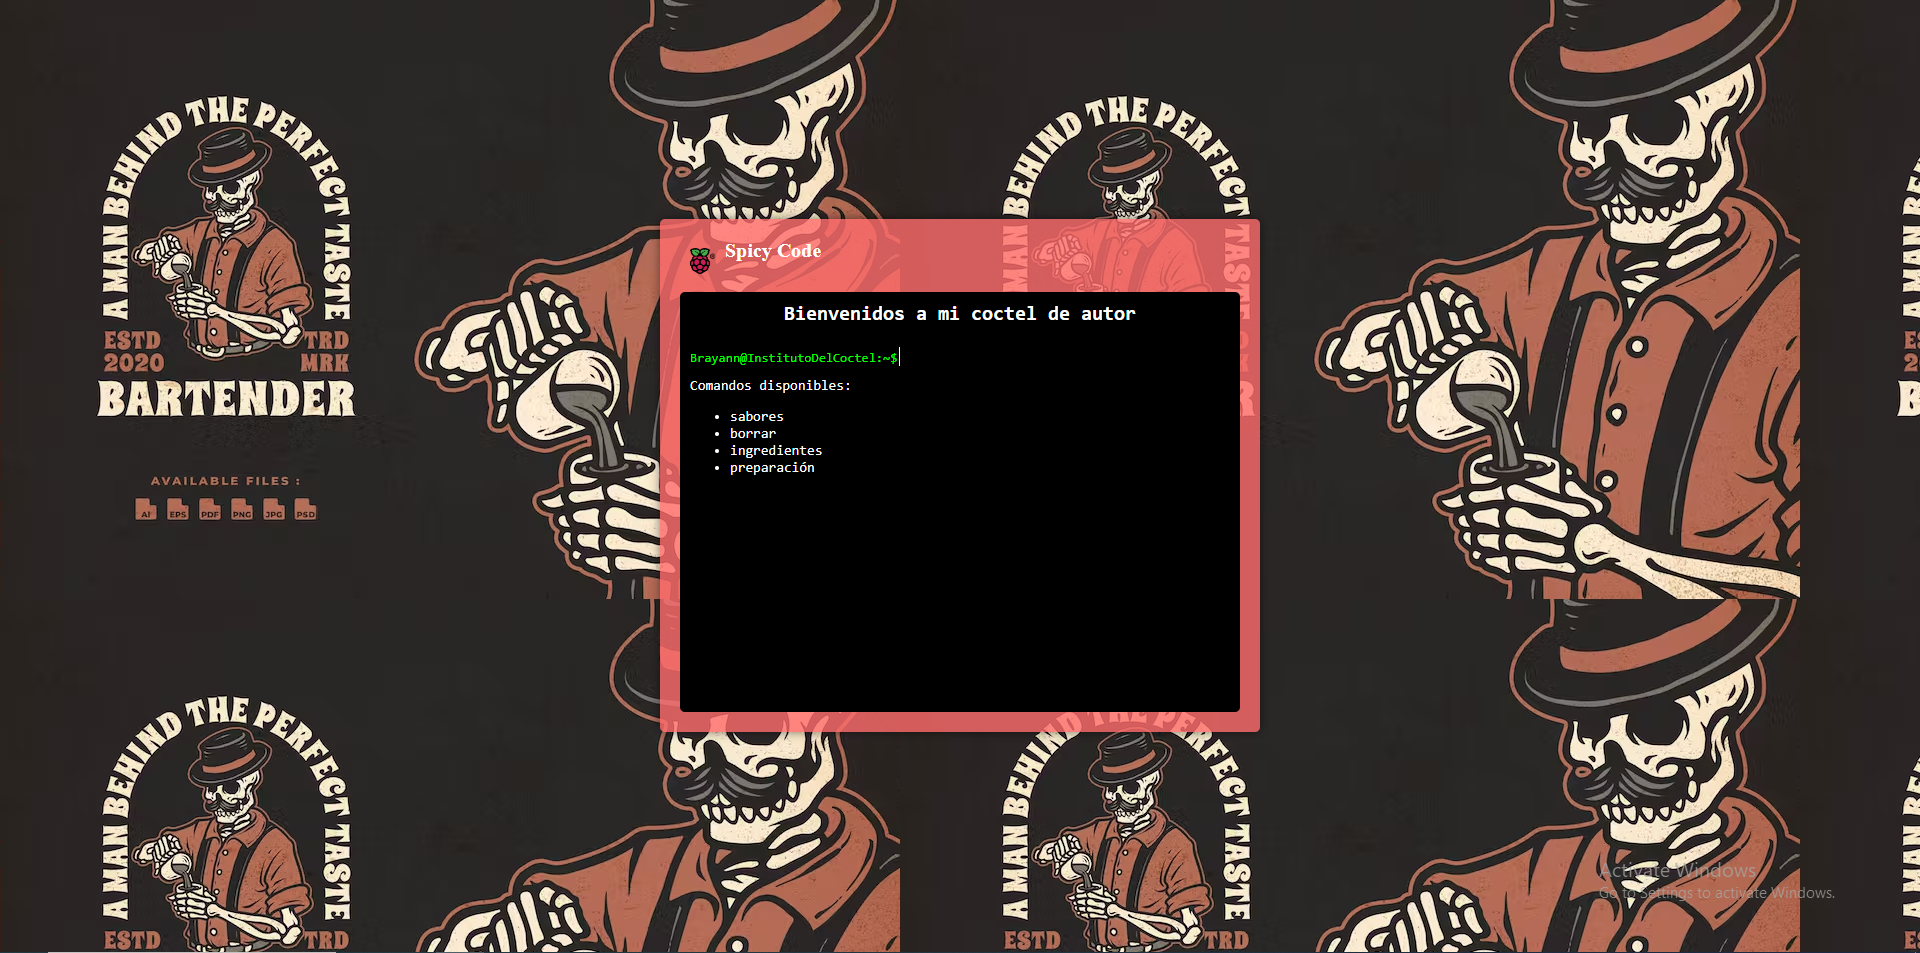 A MAN BEHIND THE PERFECT TASTE
ESTD
2020
TRD
MRK
BARTENDER
AVAILABLE FILES :
AI
EPS
PDF
PNG
JPG
PSD
BEHIND THE PERFECT
TASTE
Spicy Code
Bienvenidos a mi coctel de autor
Brayann@InstitutoDelCoctel:~$
Comandos disponibles:
• sabores
• borrar
• ingredientes
• preparación
A MAN BEHIND THE PERFECT TASTE
ESTD
TRD
A MAN BEHIND THE PERFECT TASTE
ESTD
TRD
Activate Windows
Go to Settings to activate Windows.